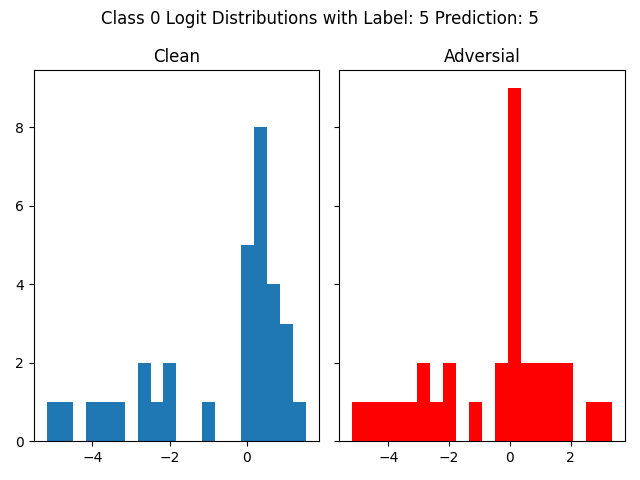 Class 0 Logit Distributions with Label: 5 Prediction: 5
Clean
Adversial
8
6
4
2
0
−4 −2 0
−4 −2 0 2